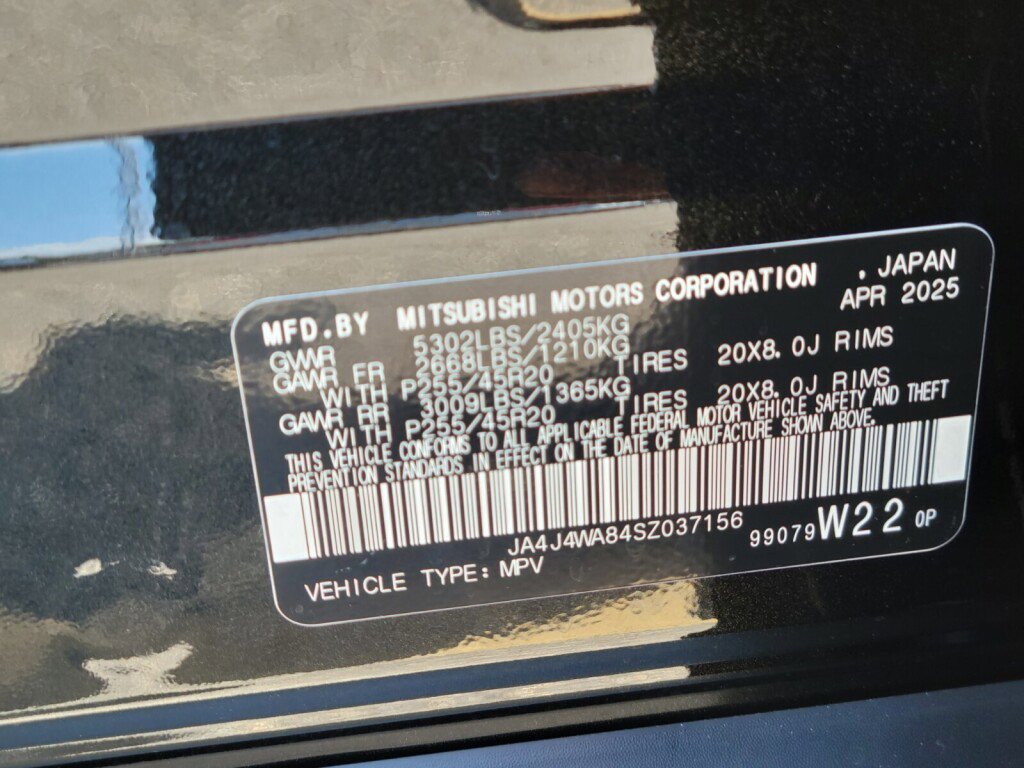 MFD.BY MITSUBISHI MOTORS CORPORATION . JAPAN
APR 2025
GWR 5302LBS/2405KG
GAWR FR 2668LBS/1210KG
WITH P255/45R20 TIRES 20X8.0J RIMS
GAWR RR 3009LBS/1365KG
WITH P255/45R20 TIRES 20X8.0J RIMS
THIS VEHICLE CONFORMS TO ALL APPLICABLE FEDERAL MOTOR VEHICLE SAFETY AND THEFT
PREVENTION STANDARDS IN EFFECT ON THE DATE OF MANUFACTURE SHOWN ABOVE.
JA4J4WA84SZ037156 99079 W22 0P
VEHICLE TYPE: MPV